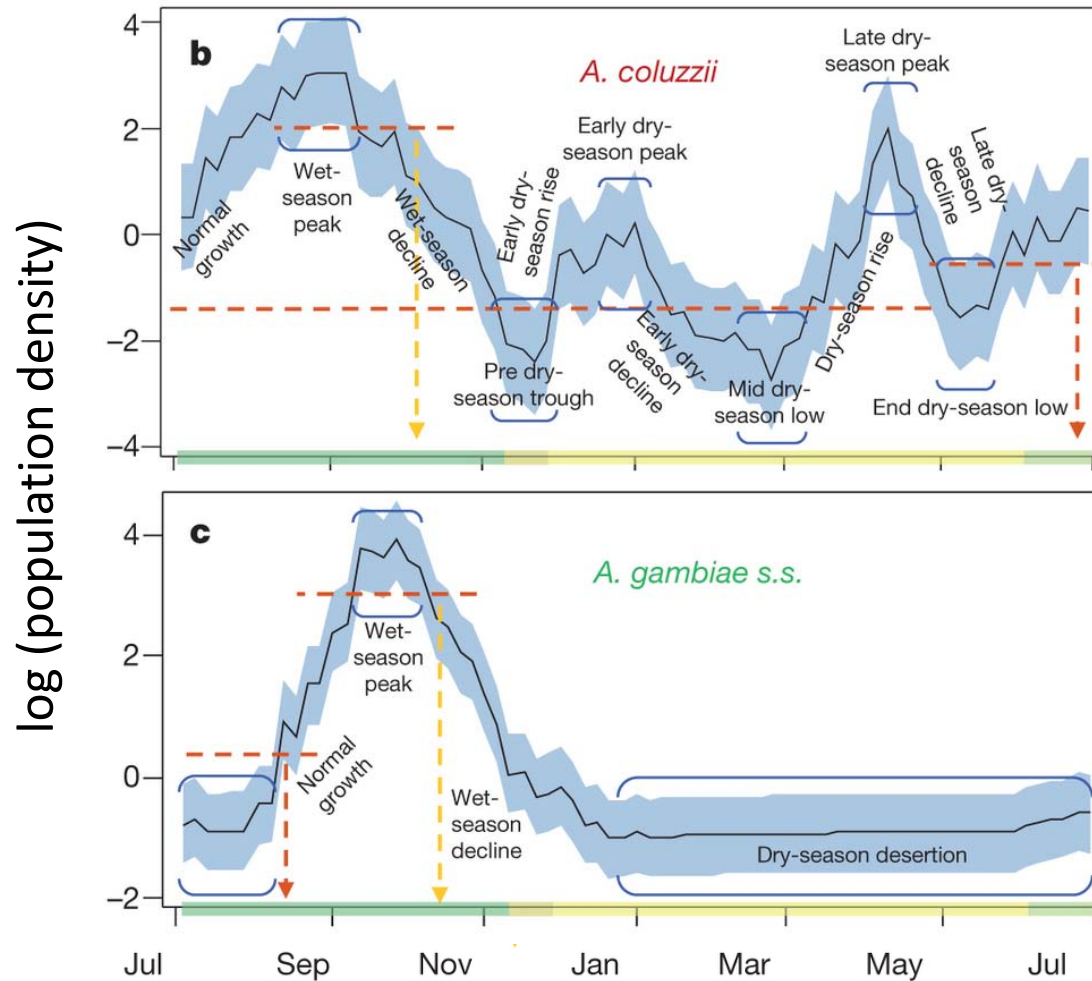 log (population density)
b
A. coluzzii
4
2
0
−2
−4
Normal
growth
Wet-
season
peak
Wet-season
decline
Early dry-
season rise
Pre dry-
season trough
Early dry-
season peak
Early dry-
season
decline
Mid dry-
season low
Dry-season rise
Late dry-
season peak
Late dry-
season
decline
End dry-season low
c
A. gambiae s.s.
4
2
0
−2
Normal
growth
Wet-
season
peak
Wet-
season
decline
Dry-season desertion
Jul Sep Nov Jan Mar May Jul